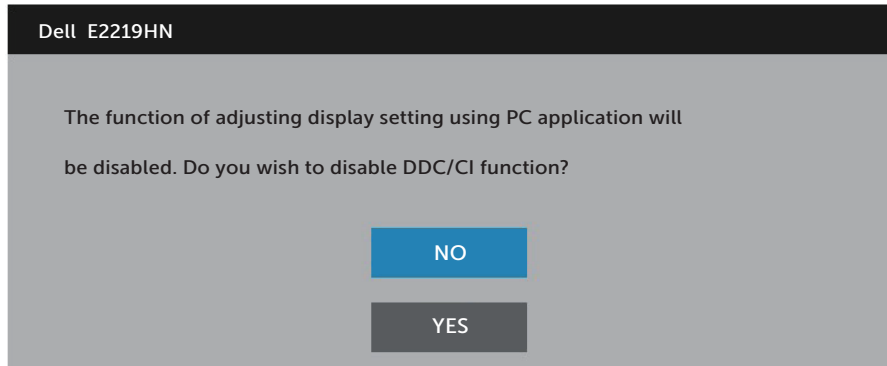 Dell E2219HN
The function of adjusting display setting using PC application will
be disabled. Do you wish to disable DDC/CI function?
NO
YES